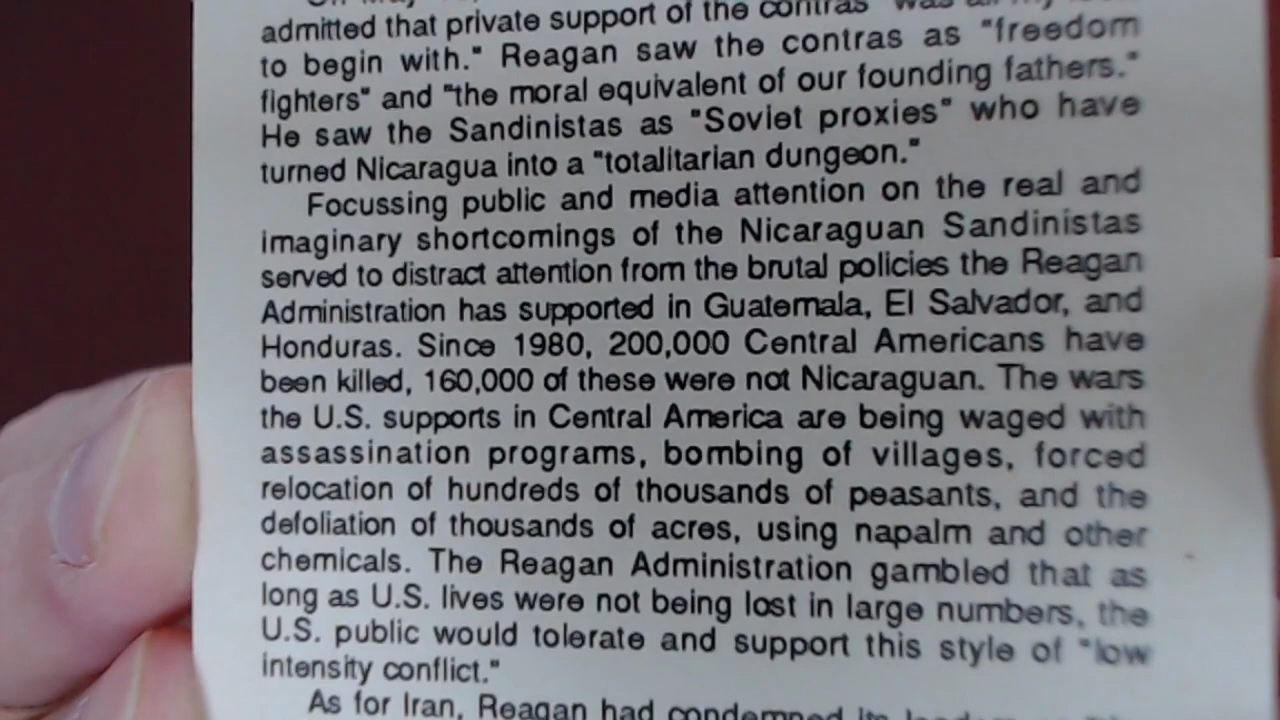 admitted that private support of the contras "was all my
to begin with." Reagan saw the contras as "freedom
fighters" and "the moral equivalent of our founding fathers."
He saw the Sandinistas as "Soviet proxies" who have
turned Nicaragua into a "totalitarian dungeon."
Focussing public and media attention on the real and
imaginary shortcomings of the Nicaraguan Sandinistas
served to distract attention from the brutal policies the Reagan
Administration has supported in Guatemala, El Salvador, and
Honduras. Since 1980, 200,000 Central Americans have
been killed, 160,000 of these were not Nicaraguan. The wars
the U.S. supports in Central America are being waged with
assassination programs, bombing of villages, forced
relocation of hundreds of thousands of peasants, and the
defoliation of thousands of acres, using napalm and other
chemicals. The Reagan Administration gambled that as
long as U.S. lives were not being lost in large numbers, the
U.S. public would tolerate and support this style of "low
intensity conflict."
As for Iran, Reagan had condemned its